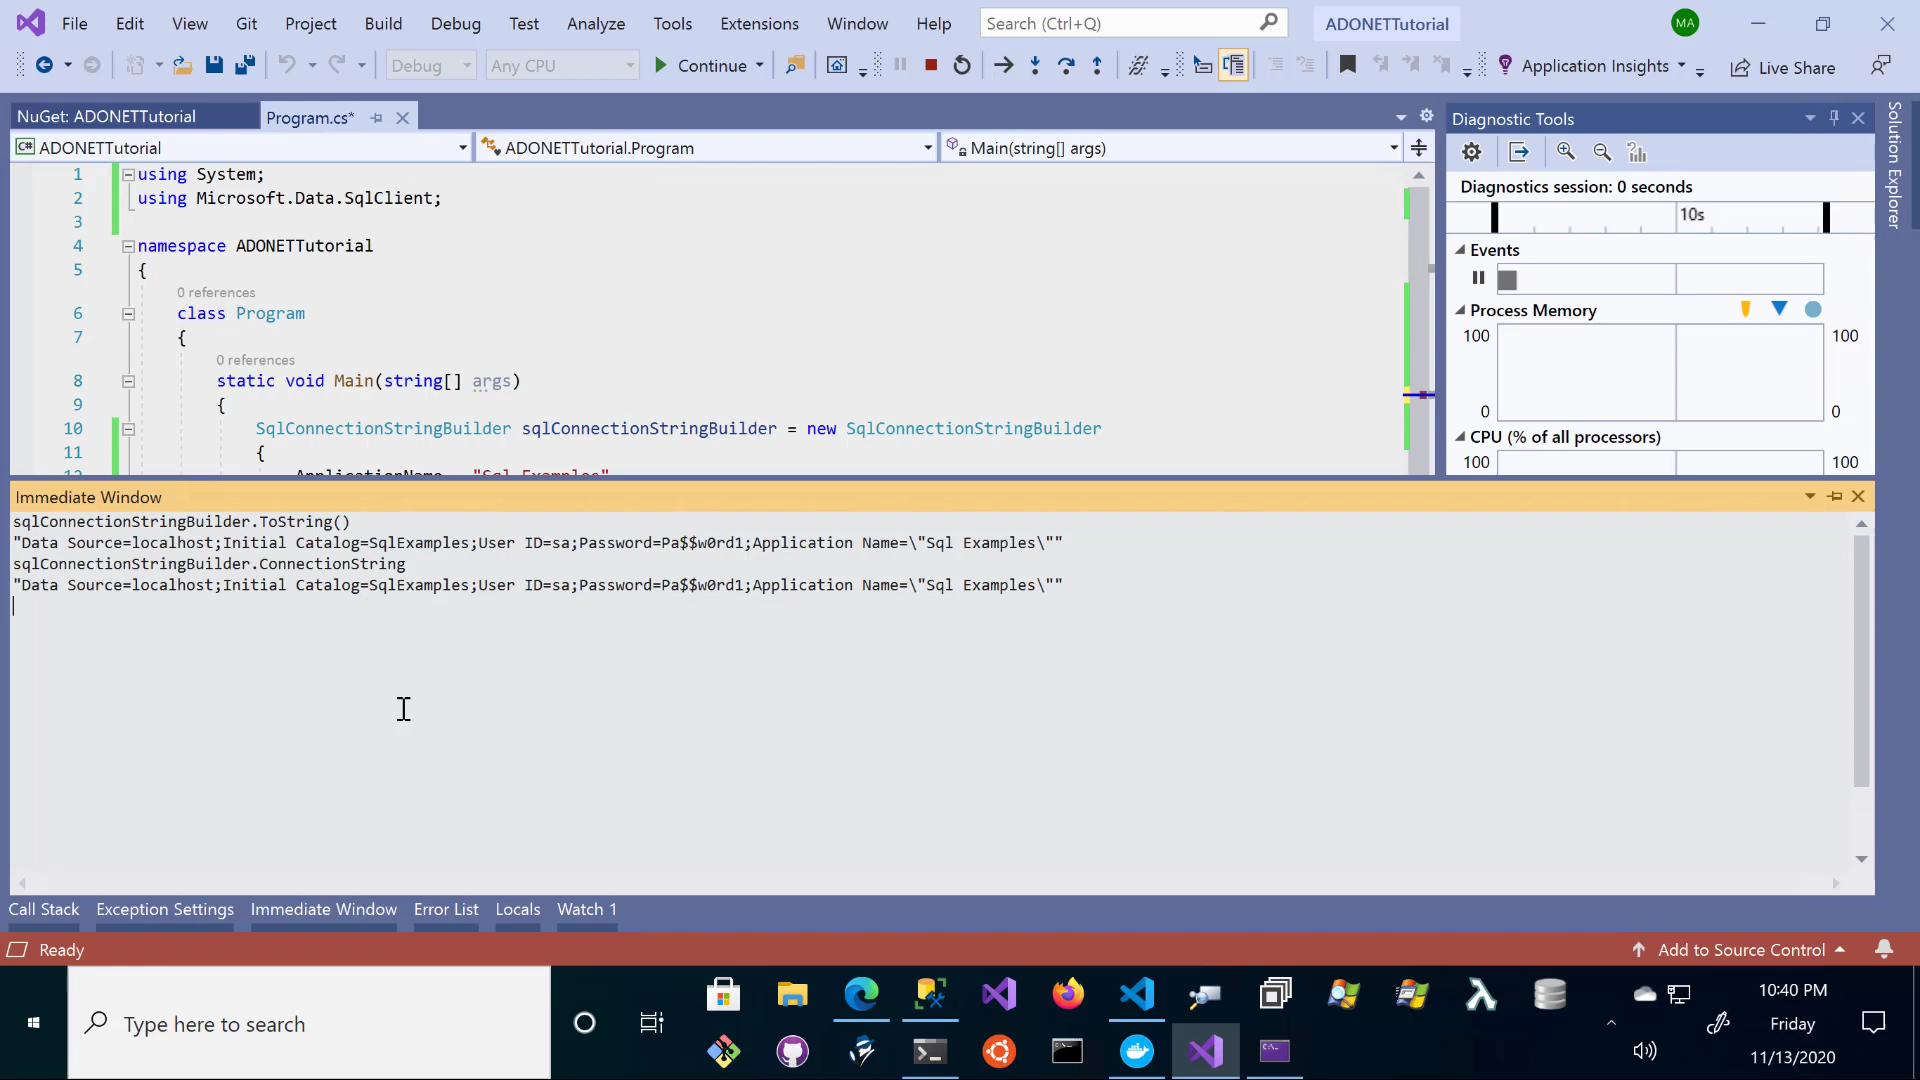 File Edit View Git Project Build Debug Test Analyze Tools Extensions Window Help Search (Ctrl+Q) ADONETTutorial MA
Debug Any CPU Continue Application Insights Live Share
NuGet: ADONETTutorial Program.cs*
ADONETTutorial ADONETTutorial.Program Main(string[] args)
1 using System;
2 using Microsoft.Data.SqlClient;
3
4 namespace ADONETTutorial
5 {
0 references
6 class Program
7 {
0 references
8 static void Main(string[] args)
9 {
10 SqlConnectionStringBuilder sqlConnectionStringBuilder = new SqlConnectionStringBuilder
11 {
12 ApplicationName = "Sql Examples"
Diagnostic Tools
Diagnostics session: 0 seconds
10s
Events
Process Memory
100 100
0 0
CPU (% of all processors)
100 100
Solution Explorer
Immediate Window
sqlConnectionStringBuilder.ToString()
"Data Source=localhost;Initial Catalog=SqlExamples;User ID=sa;Password=Pa$$w0rd1;Application Name=\"Sql Examples\""
sqlConnectionStringBuilder.ConnectionString
"Data Source=localhost;Initial Catalog=SqlExamples;User ID=sa;Password=Pa$$w0rd1;Application Name=\"Sql Examples\""
Call Stack Exception Settings Immediate Window Error List Locals Watch 1
Ready Add to Source Control
Type here to search
10:40 PM
Friday
11/13/2020